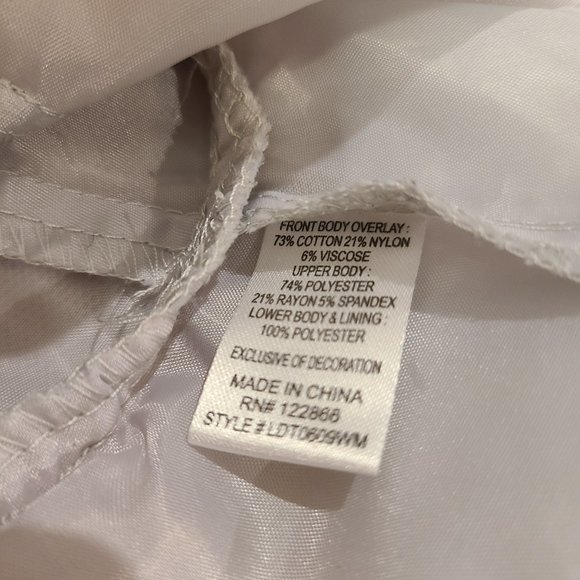 FRONT BODY OVERLAY :
73% COTTON 21% NYLON
6% VISCOSE
UPPER BODY :
74% POLYESTER
21% RAYON 5% SPANDEX
LOWER BODY & LINING :
100% POLYESTER
EXCLUSIVE OF DECORATION
MADE IN CHINA
RN# 122866
STYLE # LDT0609WM